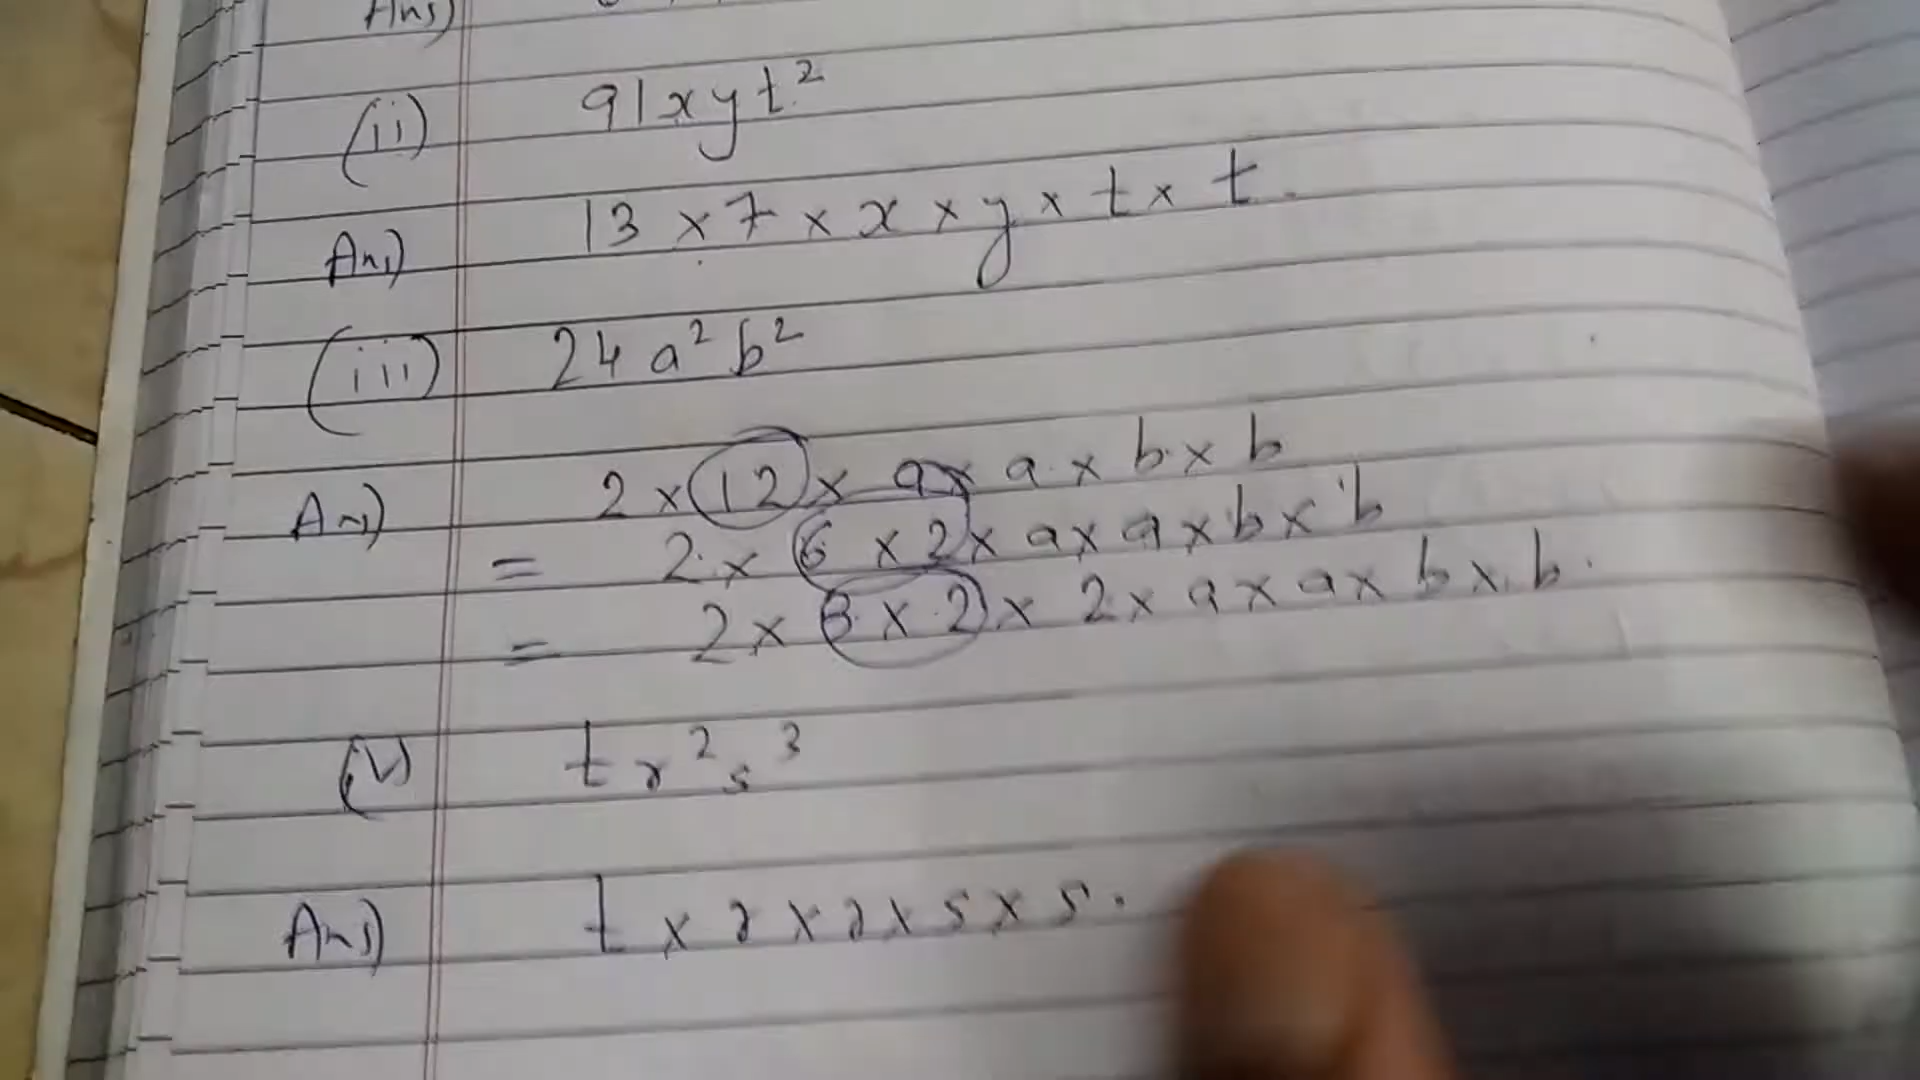 Ans)
(ii) 91xyt²
Ans) 13 × 7 × x × y × t × t.
(iii) 24a²b²
Ans) 2 × 12 × a × a × b × b
= 2 × 6 × 2 × a × a × b × b
= 2 × 3 × 2 × 2 × a × a × b × b.
(v) tr²s³
Ans) t × r × r × s × s.